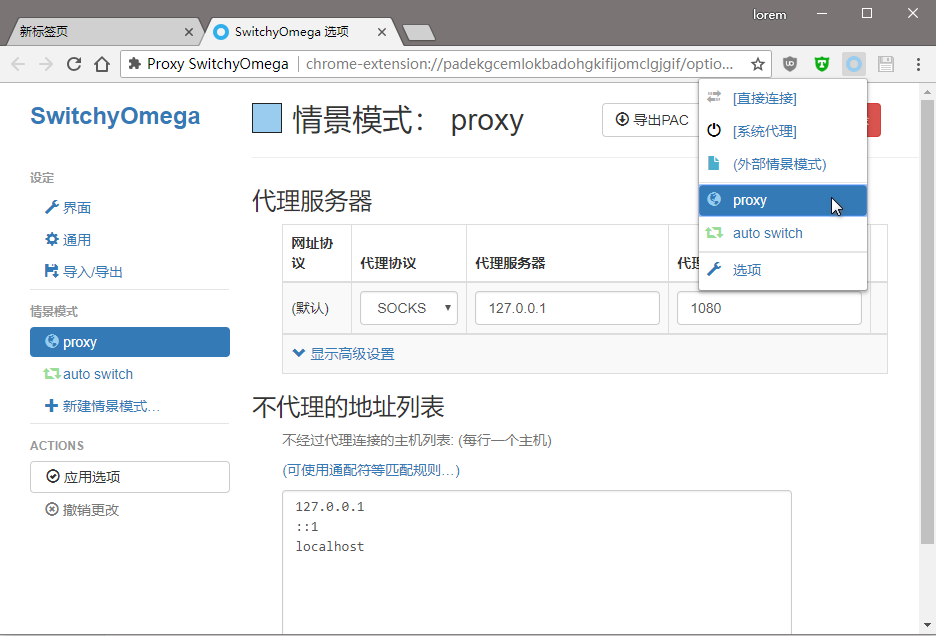 lorem
新标签页
SwitchyOmega 选项
Proxy SwitchyOmega
chrome-extension://padekgcemlokbadohgkifijomclgjgif/optio...
[直接连接]
[系统代理]
(外部情景模式)
proxy
auto switch
选项
SwitchyOmega
设定
界面
通用
导入/导出
情景模式
proxy
auto switch
新建情景模式...
ACTIONS
应用选项
撤销更改
情景模式： proxy
导出PAC
代理服务器
网址协
议
代理协议
代理服务器
(默认)
SOCKS
127.0.0.1
1080
显示高级设置
不代理的地址列表
不经过代理连接的主机列表: (每行一个主机)
(可使用通配符等匹配规则...)
127.0.0.1
::1
localhost